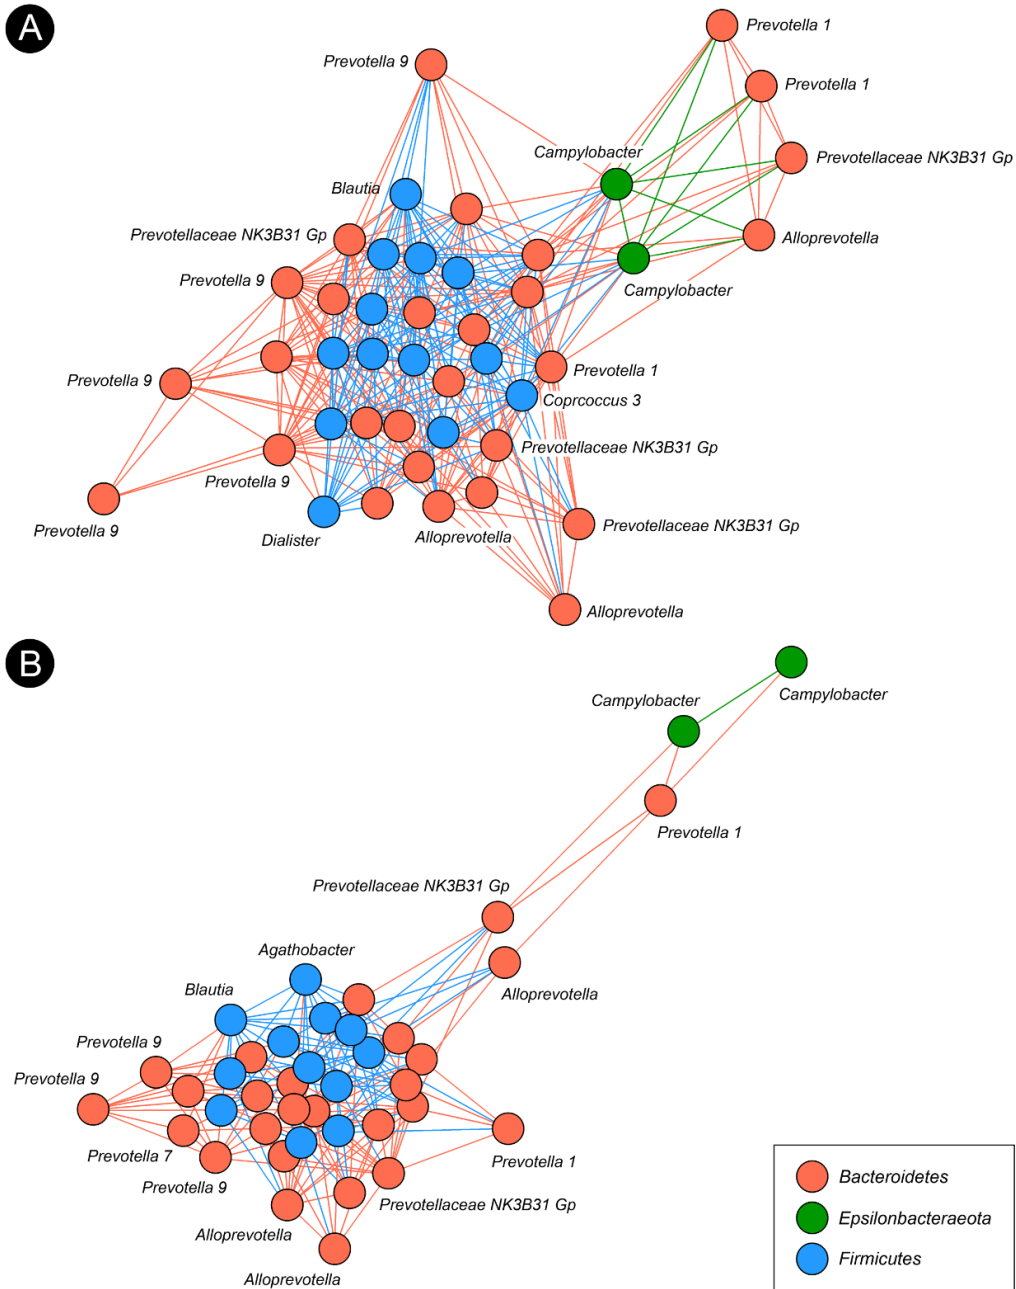 A
Prevotella 1
Prevotella 9
Prevotella 1
Campylobacter
Prevotellaceae NK3B31 Gp
Blautia
Prevotellaceae NK3B31 Gp
Alloprevotella
Prevotella 9
Campylobacter
Prevotella 1
Prevotella 9
Coprcoccus 3
Prevotellaceae NK3B31 Gp
Prevotella 9
Prevotella 9
Prevotellaceae NK3B31 Gp
Dialister
Alloprevotella
Alloprevotella
B
Campylobacter
Campylobacter
Prevotella 1
Prevotellaceae NK3B31 Gp
Agathobacter
Blautia
Alloprevotella
Prevotella 9
Prevotella 9
Prevotella 7
Prevotella 1
Prevotella 9
Prevotellaceae NK3B31 Gp
Alloprevotella
Alloprevotella
Bacteroidetes
Epsilonbacteraeota
Firmicutes